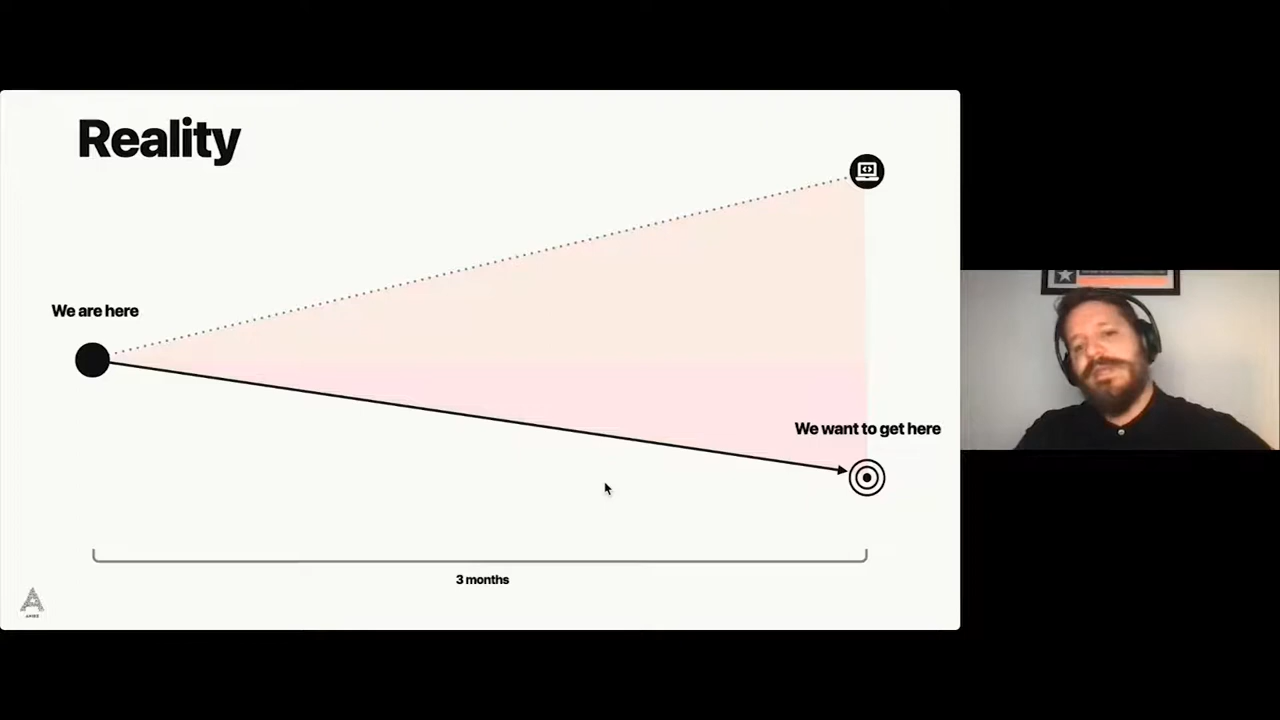 Reality
We are here
We want to get here
3 months